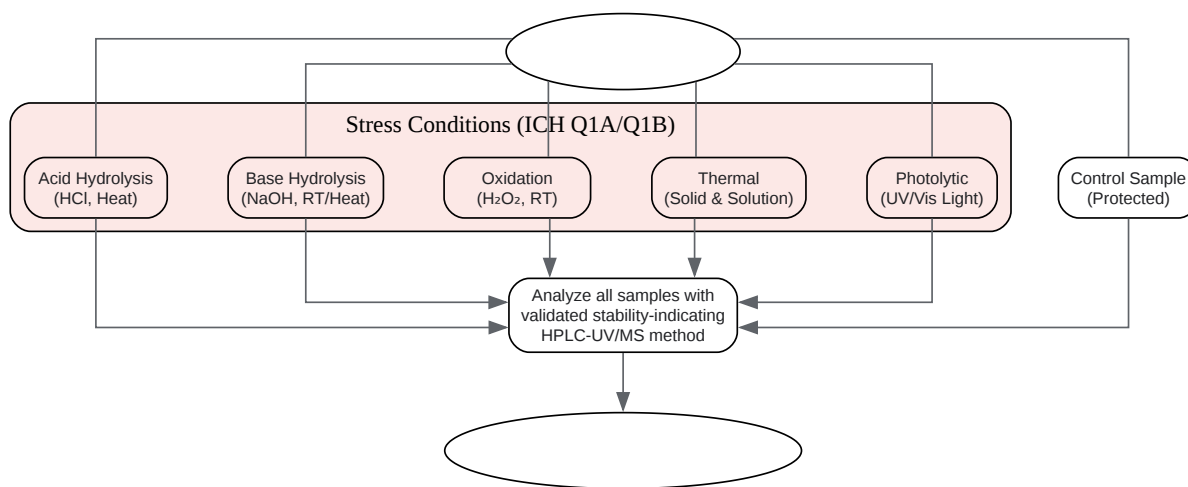 Stress Conditions (ICH Q1A/Q1B)
Acid Hydrolysis
(HCl, Heat)
Base Hydrolysis
(NaOH, RT/Heat)
Oxidation
(H₂O₂, RT)
Thermal
(Solid & Solution)
Photolytic
(UV/Vis Light)
Control Sample
(Protected)
Analyze all samples with
validated stability-indicating
HPLC-UV/MS method